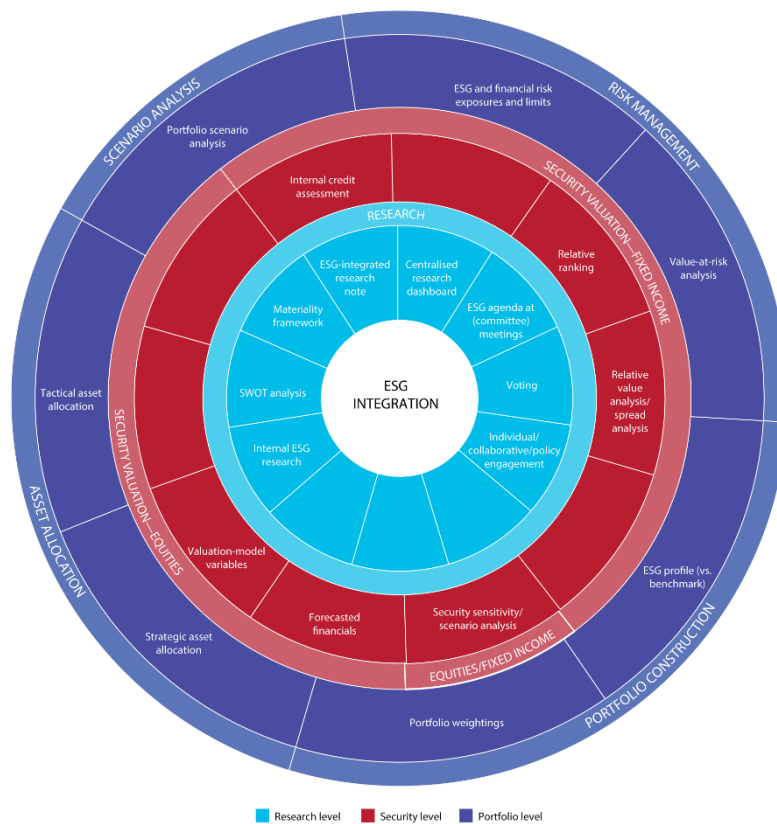 SCENARIO ANALYSIS
RISK MANAGEMENT
ESG and financial risk
exposures and limits
Portfolio scenario
analysis
SECURITY VALUATION—FIXED INCOME
Internal credit
assessment
RESEARCH
Relative
ranking
Value-at-risk
analysis
ESG-integrated
research
note
Centralised
research
dashboard
Materiality
framework
ESG agenda at
(committee)
meetings
ESG
INTEGRATION
SWOT analysis
Voting
Tactical asset
allocation
Relative
value analysis/
spread
analysis
Internal ESG
research
Individual/
collaborative/policy
engagement
SECURITY VALUATION—EQUITIES
ASSET ALLOCATION
Valuation-model
variables
ESG profile (vs.
benchmark)
Forecasted
financials
Security sensitivity/
scenario analysis
Strategic asset
allocation
EQUITIES/FIXED INCOME
PORTFOLIO CONSTRUCTION
Portfolio weightings
Research level
Security level
Portfolio level